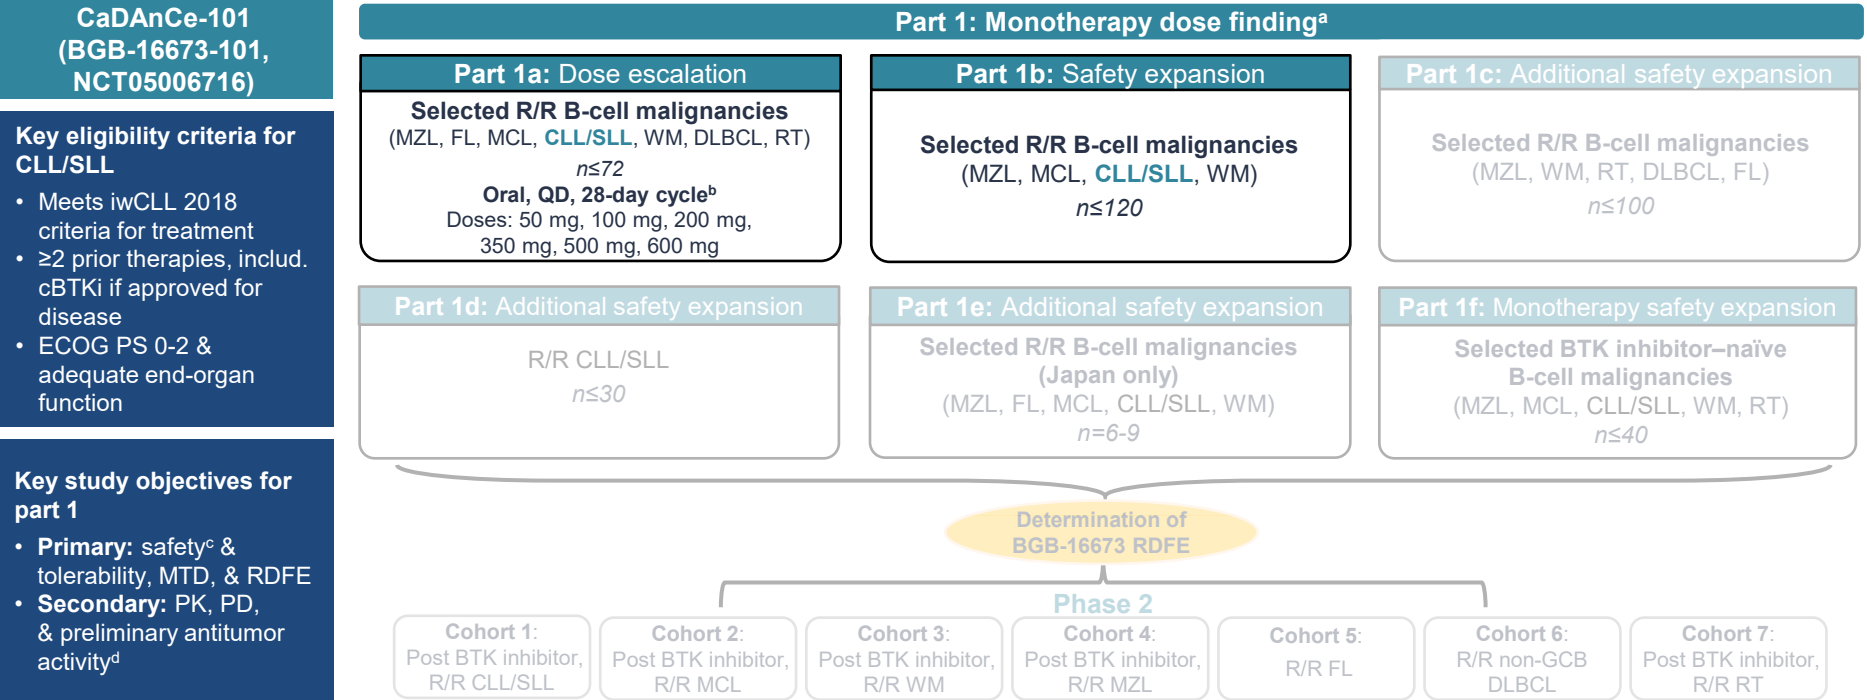 CaDAnCe-101
(BGB-16673-101,
NCT05006716)
Key eligibility criteria for
CLL/SLL
• Meets iwCLL 2018
criteria for treatment
• ≥2 prior therapies, includ.
cBTKi if approved for
disease
• ECOG PS 0-2 &
adequate end-organ
function
Key study objectives for
part 1
• Primary: safetyᶜ &
tolerability, MTD, & RDFE
• Secondary: PK, PD,
& preliminary antitumor
activityᵈ
Part 1: Monotherapy dose findingᵃ
Part 1a: Dose escalation
Selected R/R B-cell malignancies
(MZL, FL, MCL, CLL/SLL, WM, DLBCL, RT)
n≤72
Oral, QD, 28-day cycleᵇ
Doses: 50 mg, 100 mg, 200 mg,
350 mg, 500 mg, 600 mg
Part 1b: Safety expansion
Selected R/R B-cell malignancies
(MZL, MCL, CLL/SLL, WM)
n≤120
Part 1c: Additional safety expansion
Selected R/R B-cell malignancies
(MZL, WM, RT, DLBCL, FL)
n≤100
Part 1d: Additional safety expansion
R/R CLL/SLL
n≤30
Part 1e: Additional safety expansion
Selected R/R B-cell malignancies
(Japan only)
(MZL, FL, MCL, CLL/SLL, WM)
n=6-9
Part 1f: Monotherapy safety expansion
Selected BTK inhibitor–naïve
B-cell malignancies
(MZL, MCL, CLL/SLL, WM, RT)
n≤40
Determination of
BGB-16673 RDFE
Phase 2
Cohort 1:
Post BTK inhibitor,
R/R CLL/SLL
Cohort 2:
Post BTK inhibitor,
R/R MCL
Cohort 3:
Post BTK inhibitor,
R/R WM
Cohort 4:
Post BTK inhibitor,
R/R MZL
Cohort 5:
R/R FL
Cohort 6:
R/R non-GCB
DLBCL
Cohort 7:
Post BTK inhibitor,
R/R RT